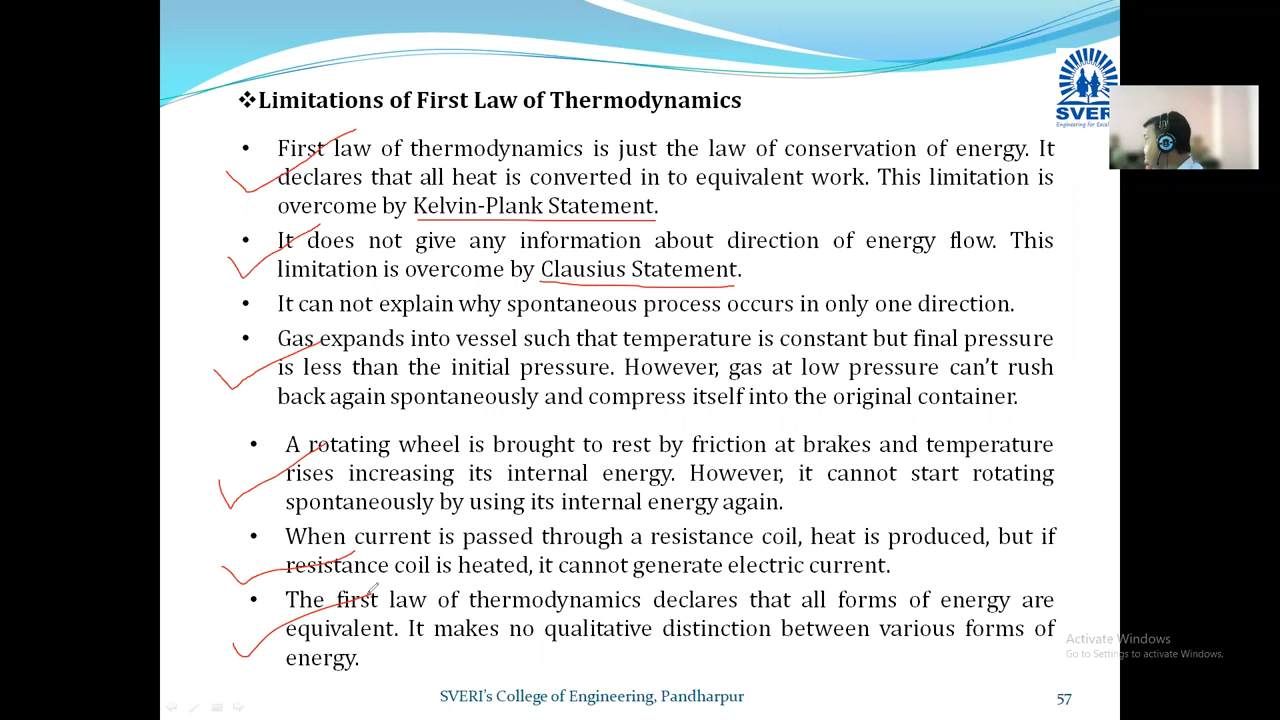 ❖Limitations of First Law of Thermodynamics
• First law of thermodynamics is just the law of conservation of energy. It
declares that all heat is converted in to equivalent work. This limitation is
overcome by Kelvin-Plank Statement.
• It does not give any information about direction of energy flow. This
limitation is overcome by Clausius Statement.
• It can not explain why spontaneous process occurs in only one direction.
• Gas expands into vessel such that temperature is constant but final pressure
is less than the initial pressure. However, gas at low pressure can’t rush
back again spontaneously and compress itself into the original container.
• A rotating wheel is brought to rest by friction at brakes and temperature
rises increasing its internal energy. However, it cannot start rotating
spontaneously by using its internal energy again.
• When current is passed through a resistance coil, heat is produced, but if
resistance coil is heated, it cannot generate electric current.
• The first law of thermodynamics declares that all forms of energy are
equivalent. It makes no qualitative distinction between various forms of
energy.
SVERI’s College of Engineering, Pandharpur
57
SVERI
Engineering for Excel
Activate Windows
Go to Settings to activate Windows.